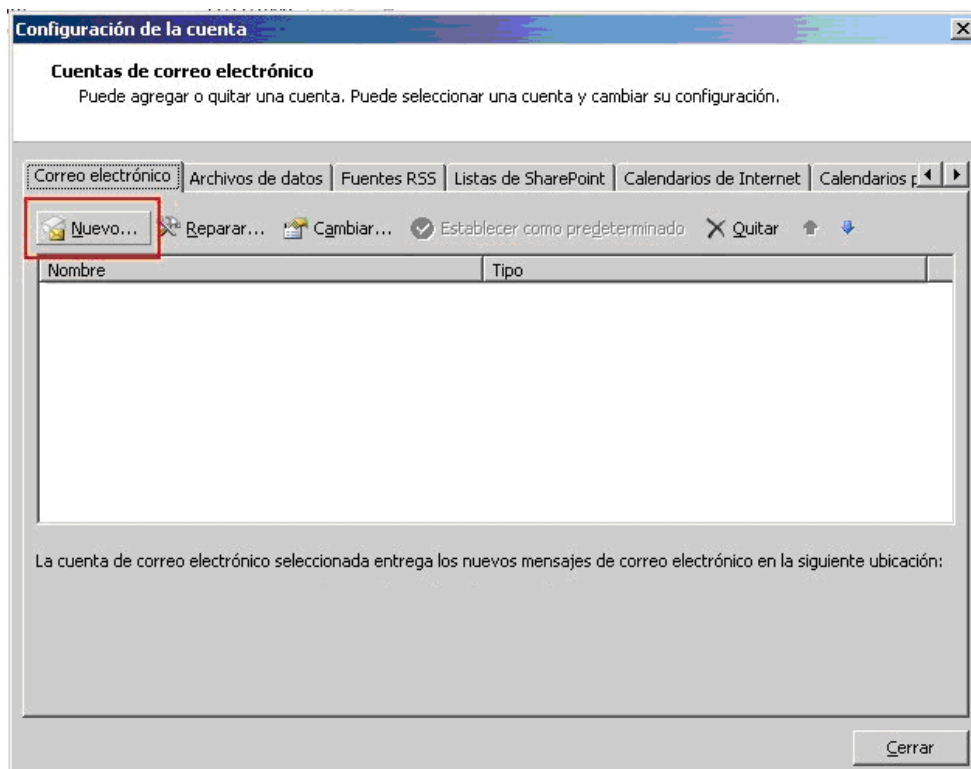 Configuración de la cuenta
Cuentas de correo electrónico
Puede agregar o quitar una cuenta. Puede seleccionar una cuenta y cambiar su configuración.
Correo electrónico Archivos de datos Fuentes RSS Listas de SharePoint Calendarios de Internet Calendarios
Nuevo... Reparar... Cambiar... Establecer como predeterminado Quitar
Nombre Tipo
La cuenta de correo electrónico seleccionada entrega los nuevos mensajes de correo electrónico en la siguiente ubicación:
Cerrar